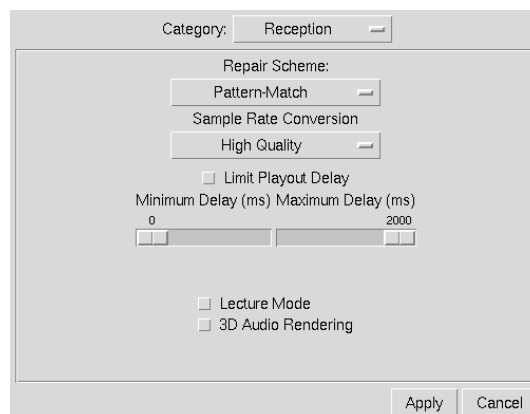 Category: Reception
Repair Scheme:
Pattern-Match
Sample Rate Conversion
High Quality
Limit Playout Delay
Minimum Delay (ms) Maximum Delay (ms)
0 2000
Lecture Mode
3D Audio Rendering
Apply Cancel